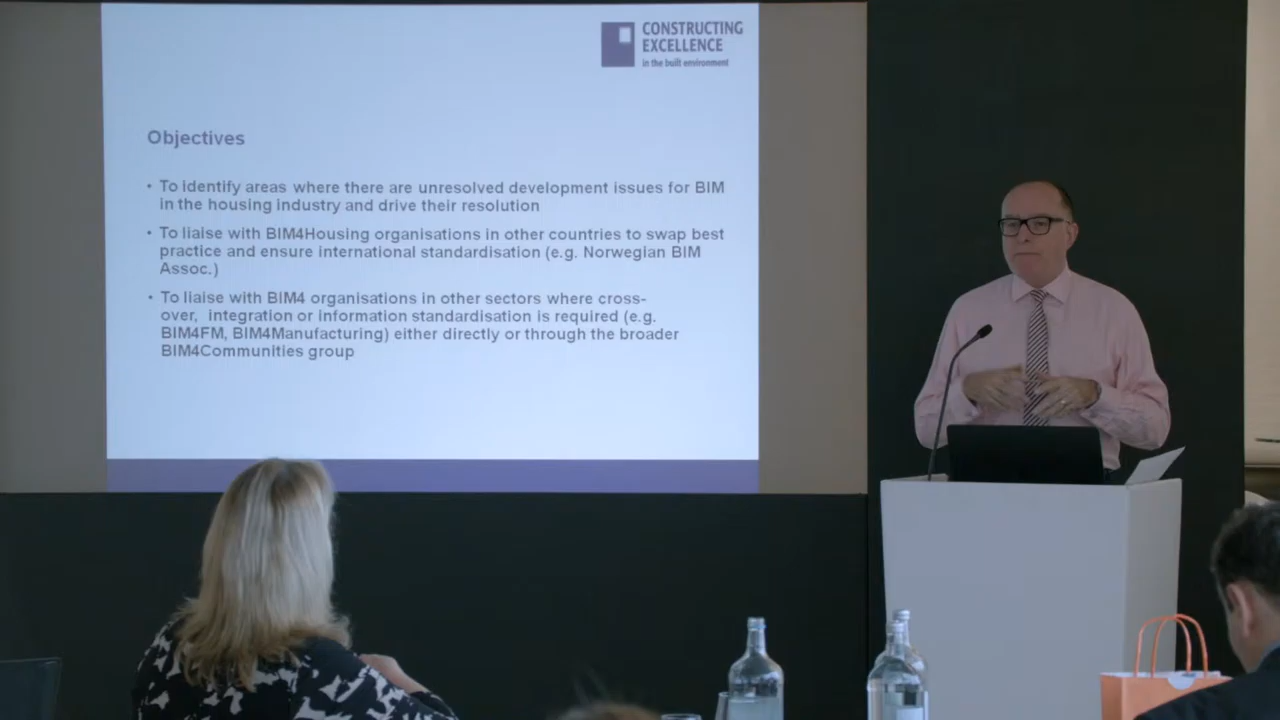 CONSTRUCTING
EXCELLENCE
in the built environment
Objectives
• To identify areas where there are unresolved development issues for BIM
in the housing industry and drive their resolution
• To liaise with BIM4Housing organisations in other countries to swap best
practice and ensure international standardisation (e.g. Norwegian BIM
Assoc.)
• To liaise with BIM4 organisations in other sectors where cross-
over, integration or information standardisation is required (e.g.
BIM4FM, BIM4Manufacturing) either directly or through the broader
BIM4Communities group